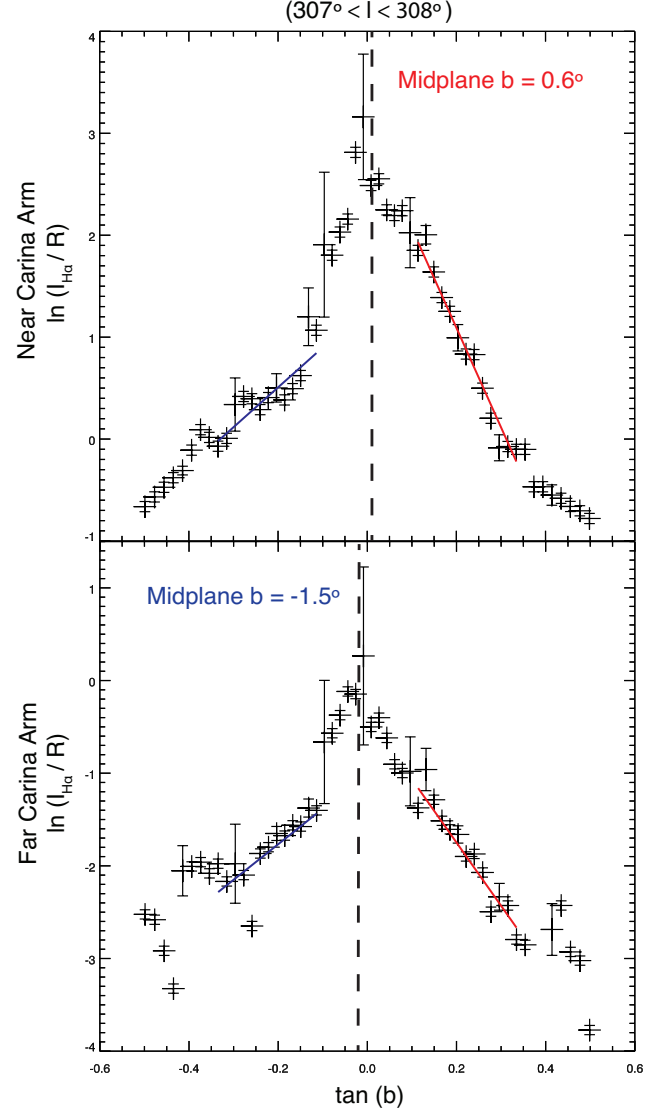 (307° < l < 308°)
4
3
2
1
0
-1
Near Carina Arm
ln (I_Hα / R)
Midplane b = 0.6°
1
0
-1
-2
-3
-4
Far Carina Arm
ln (I_Hα / R)
Midplane b = -1.5°
-0.6 -0.4 -0.2 0.0 0.2 0.4 0.6
tan (b)